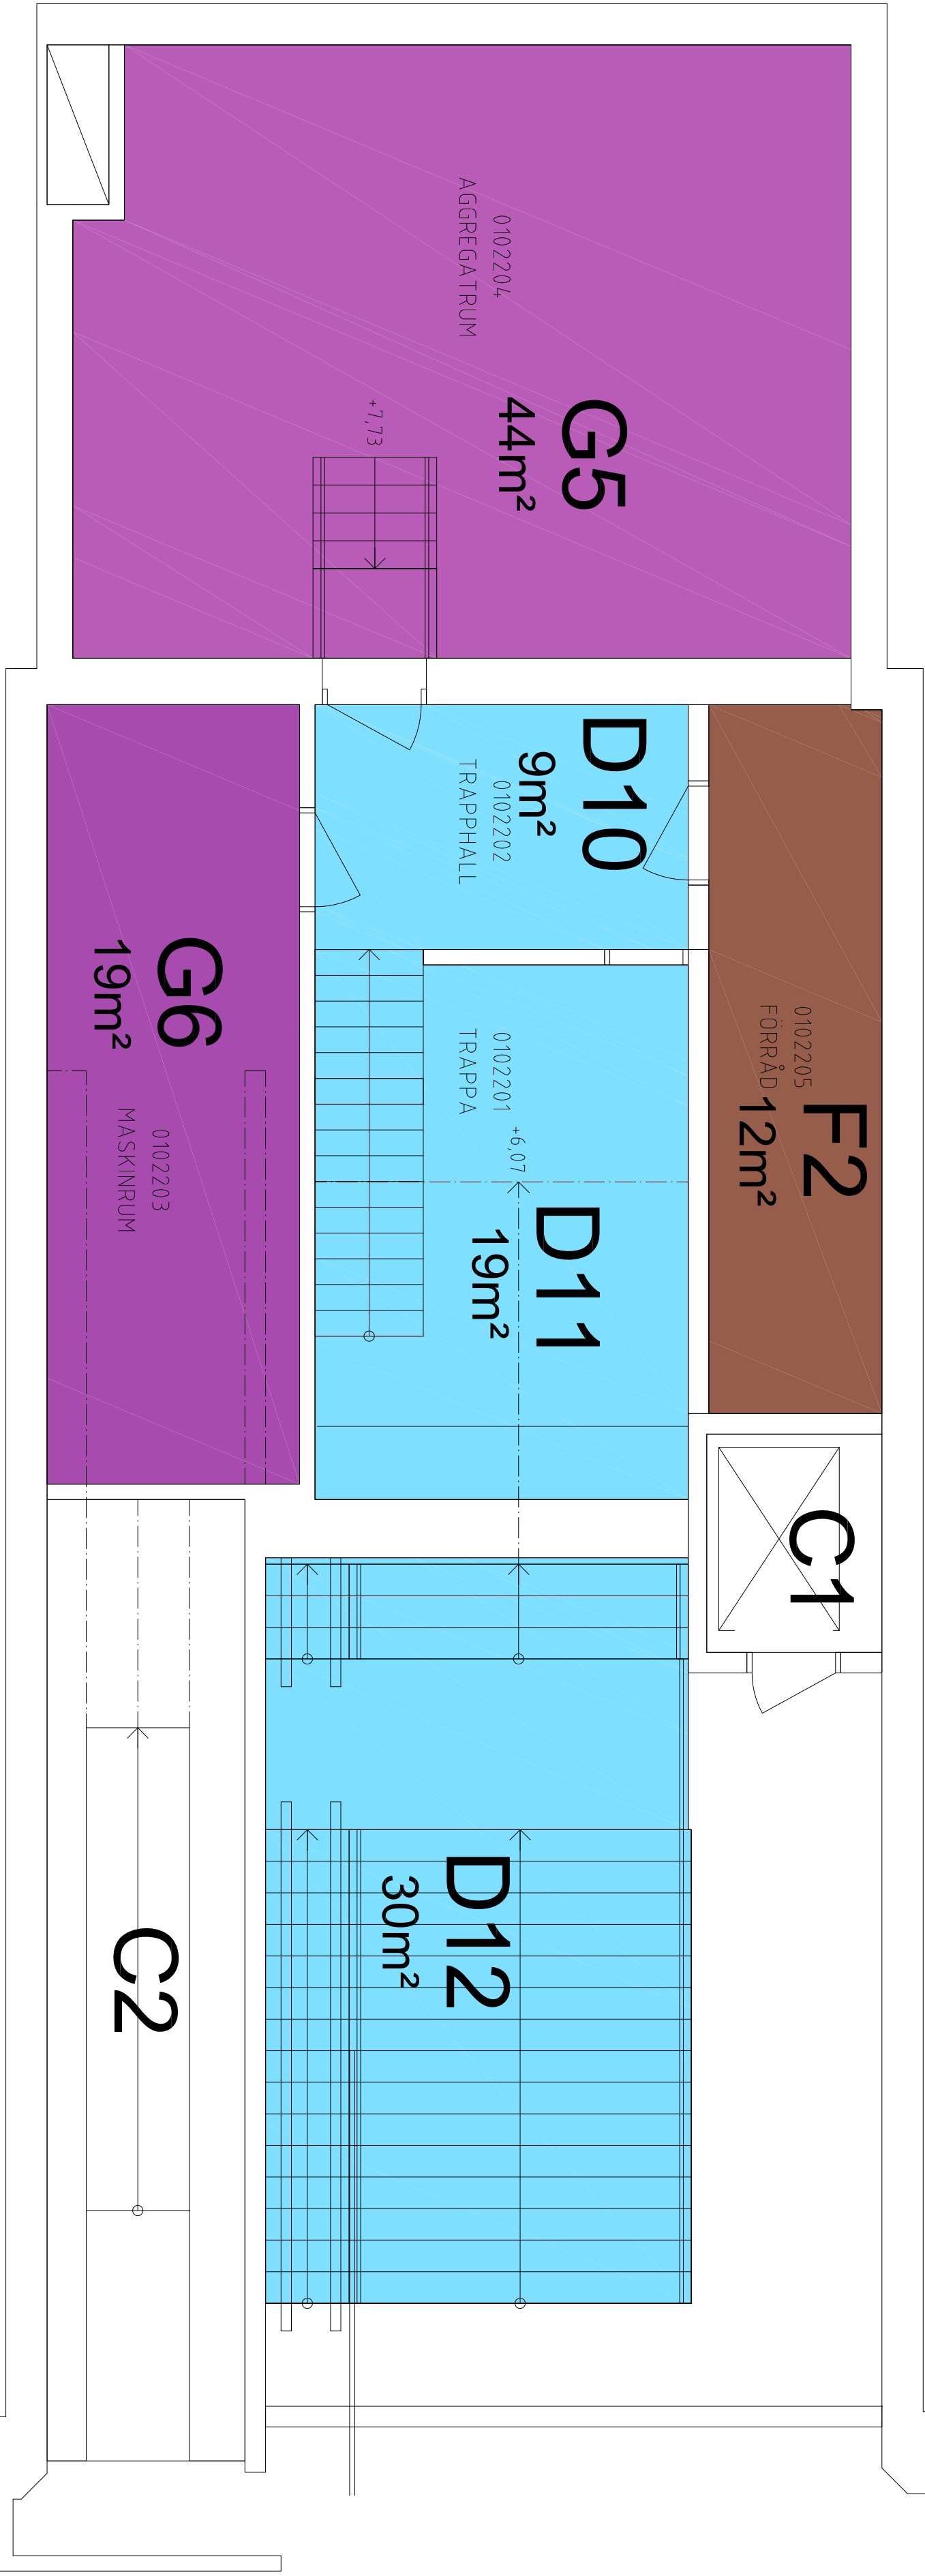 0102204
AGGREGATRUM
G5
44m²
+7,73
D10
9m²
0102202
TRAPPHALL
G6
19m²
0102203
MASKINRUM
0102201
TRAPPA
+6,07
D11
19m²
0102205
FÖRRÅD
F2
12m²
C1
D12
30m²
C2